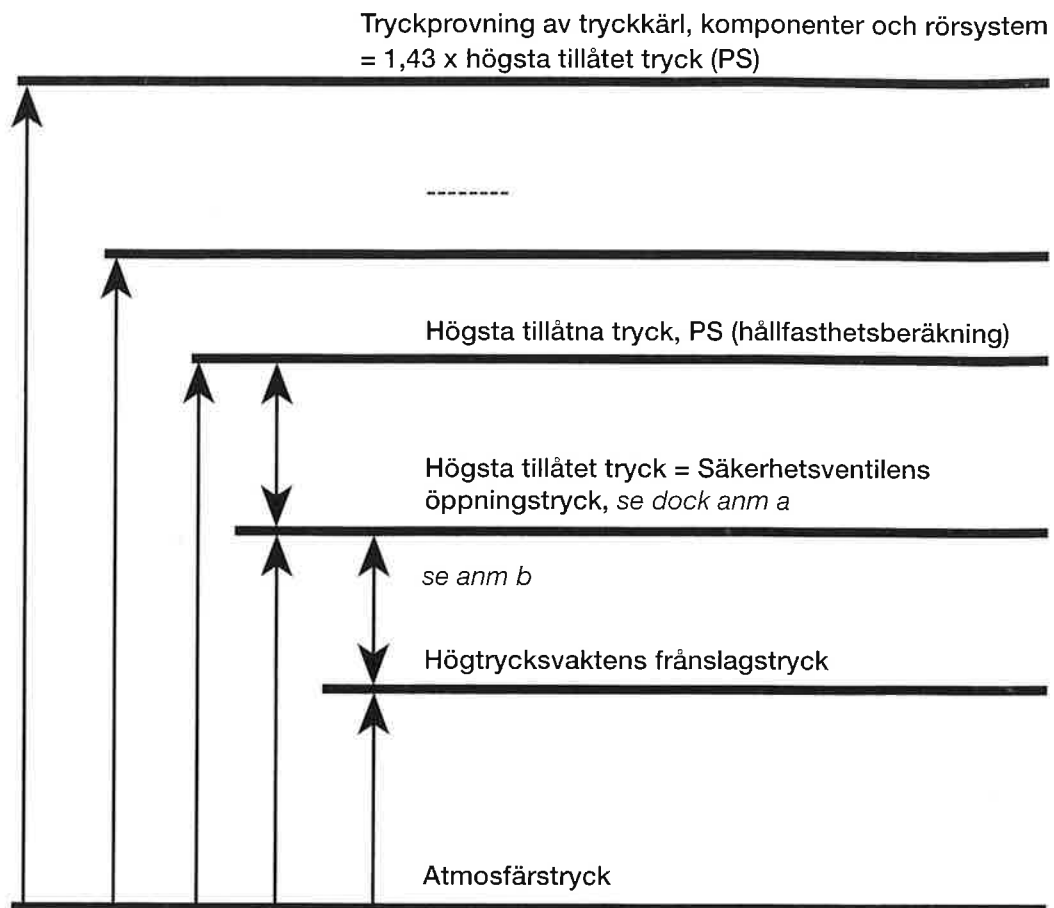 Tryckprovning av tryckkärl, komponenter och rörsystem
= 1,43 x högsta tillåtet tryck (PS)
--------
Högsta tillåtna tryck, PS (hållfasthetsberäkning)
Högsta tillåtet tryck = Säkerhetsventilens
öppningstryck, se dock anm a
se anm b
Högtrycksvaktens frånslagstryck
Atmosfärstryck